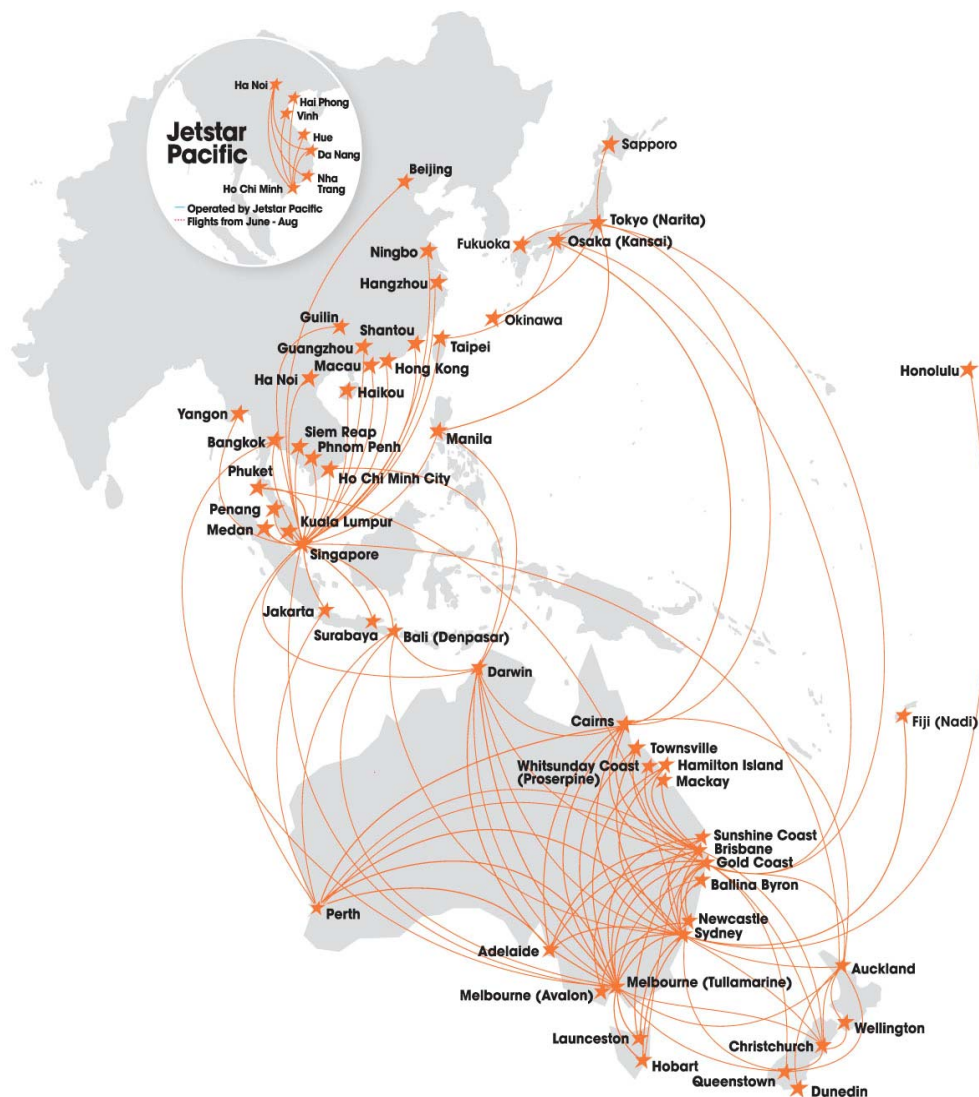 Ha Noi
Hai Phong
Vinh
Jetstar
Pacific
Hue
Da Nang
Nha
Trang
Ho Chi Minh
Operated by Jetstar Pacific
Flights from June - Aug
Sapporo
Beijing
Tokyo (Narita)
Fukuoka
Osaka (Kansai)
Ningbo
Hangzhou
Guilin
Shantou
Okinawa
Guangzhou
Taipei
Macau
Hong Kong
Honolulu
Ha Noi
Haikou
Yangon
Siem Reap
Manila
Bangkok
Phnom Penh
Phuket
Ho Chi Minh City
Penang
Kuala Lumpur
Medan
Singapore
Jakarta
Surabaya
Bali (Denpasar)
Darwin
Cairns
Fiji (Nadi)
Townsville
Whitsunday Coast
(Proserpine)
Hamilton Island
Mackay
Sunshine Coast
Brisbane
Gold Coast
Ballina Byron
Perth
Newcastle
Sydney
Adelaide
Auckland
Melbourne (Tullamarine)
Melbourne (Avalon)
Wellington
Launceston
Christchurch
Hobart
Queenstown
Dunedin